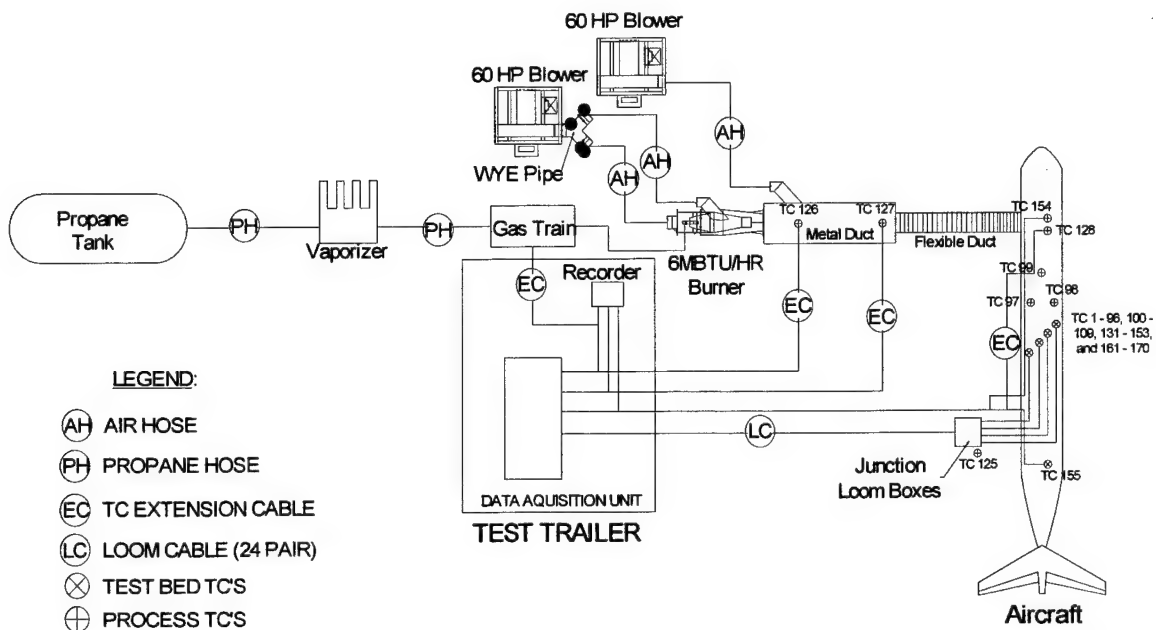 60 HP Blower
60 HP Blower
AH
AH
AH
WYE Pipe
Propane
Tank
PH
Vaporizer
PH
Gas Train
6MBTU/HR
Burner
TC 126
TC 127
Metal Duct
Flexible Duct
TC 154
TC 128
TC 99
TC 97
TC 98
TC 1 - 96, 100 -
109, 131 - 153,
and 161 - 170
EC
EC
EC
EC
Recorder
LC
Junction
Loom Boxes
TC 125
TC 155
DATA AQUISITION UNIT
TEST TRAILER
Aircraft
LEGEND:
AH AIR HOSE
PH PROPANE HOSE
EC TC EXTENSION CABLE
LC LOOM CABLE (24 PAIR)
TEST BED TC'S
PROCESS TC'S